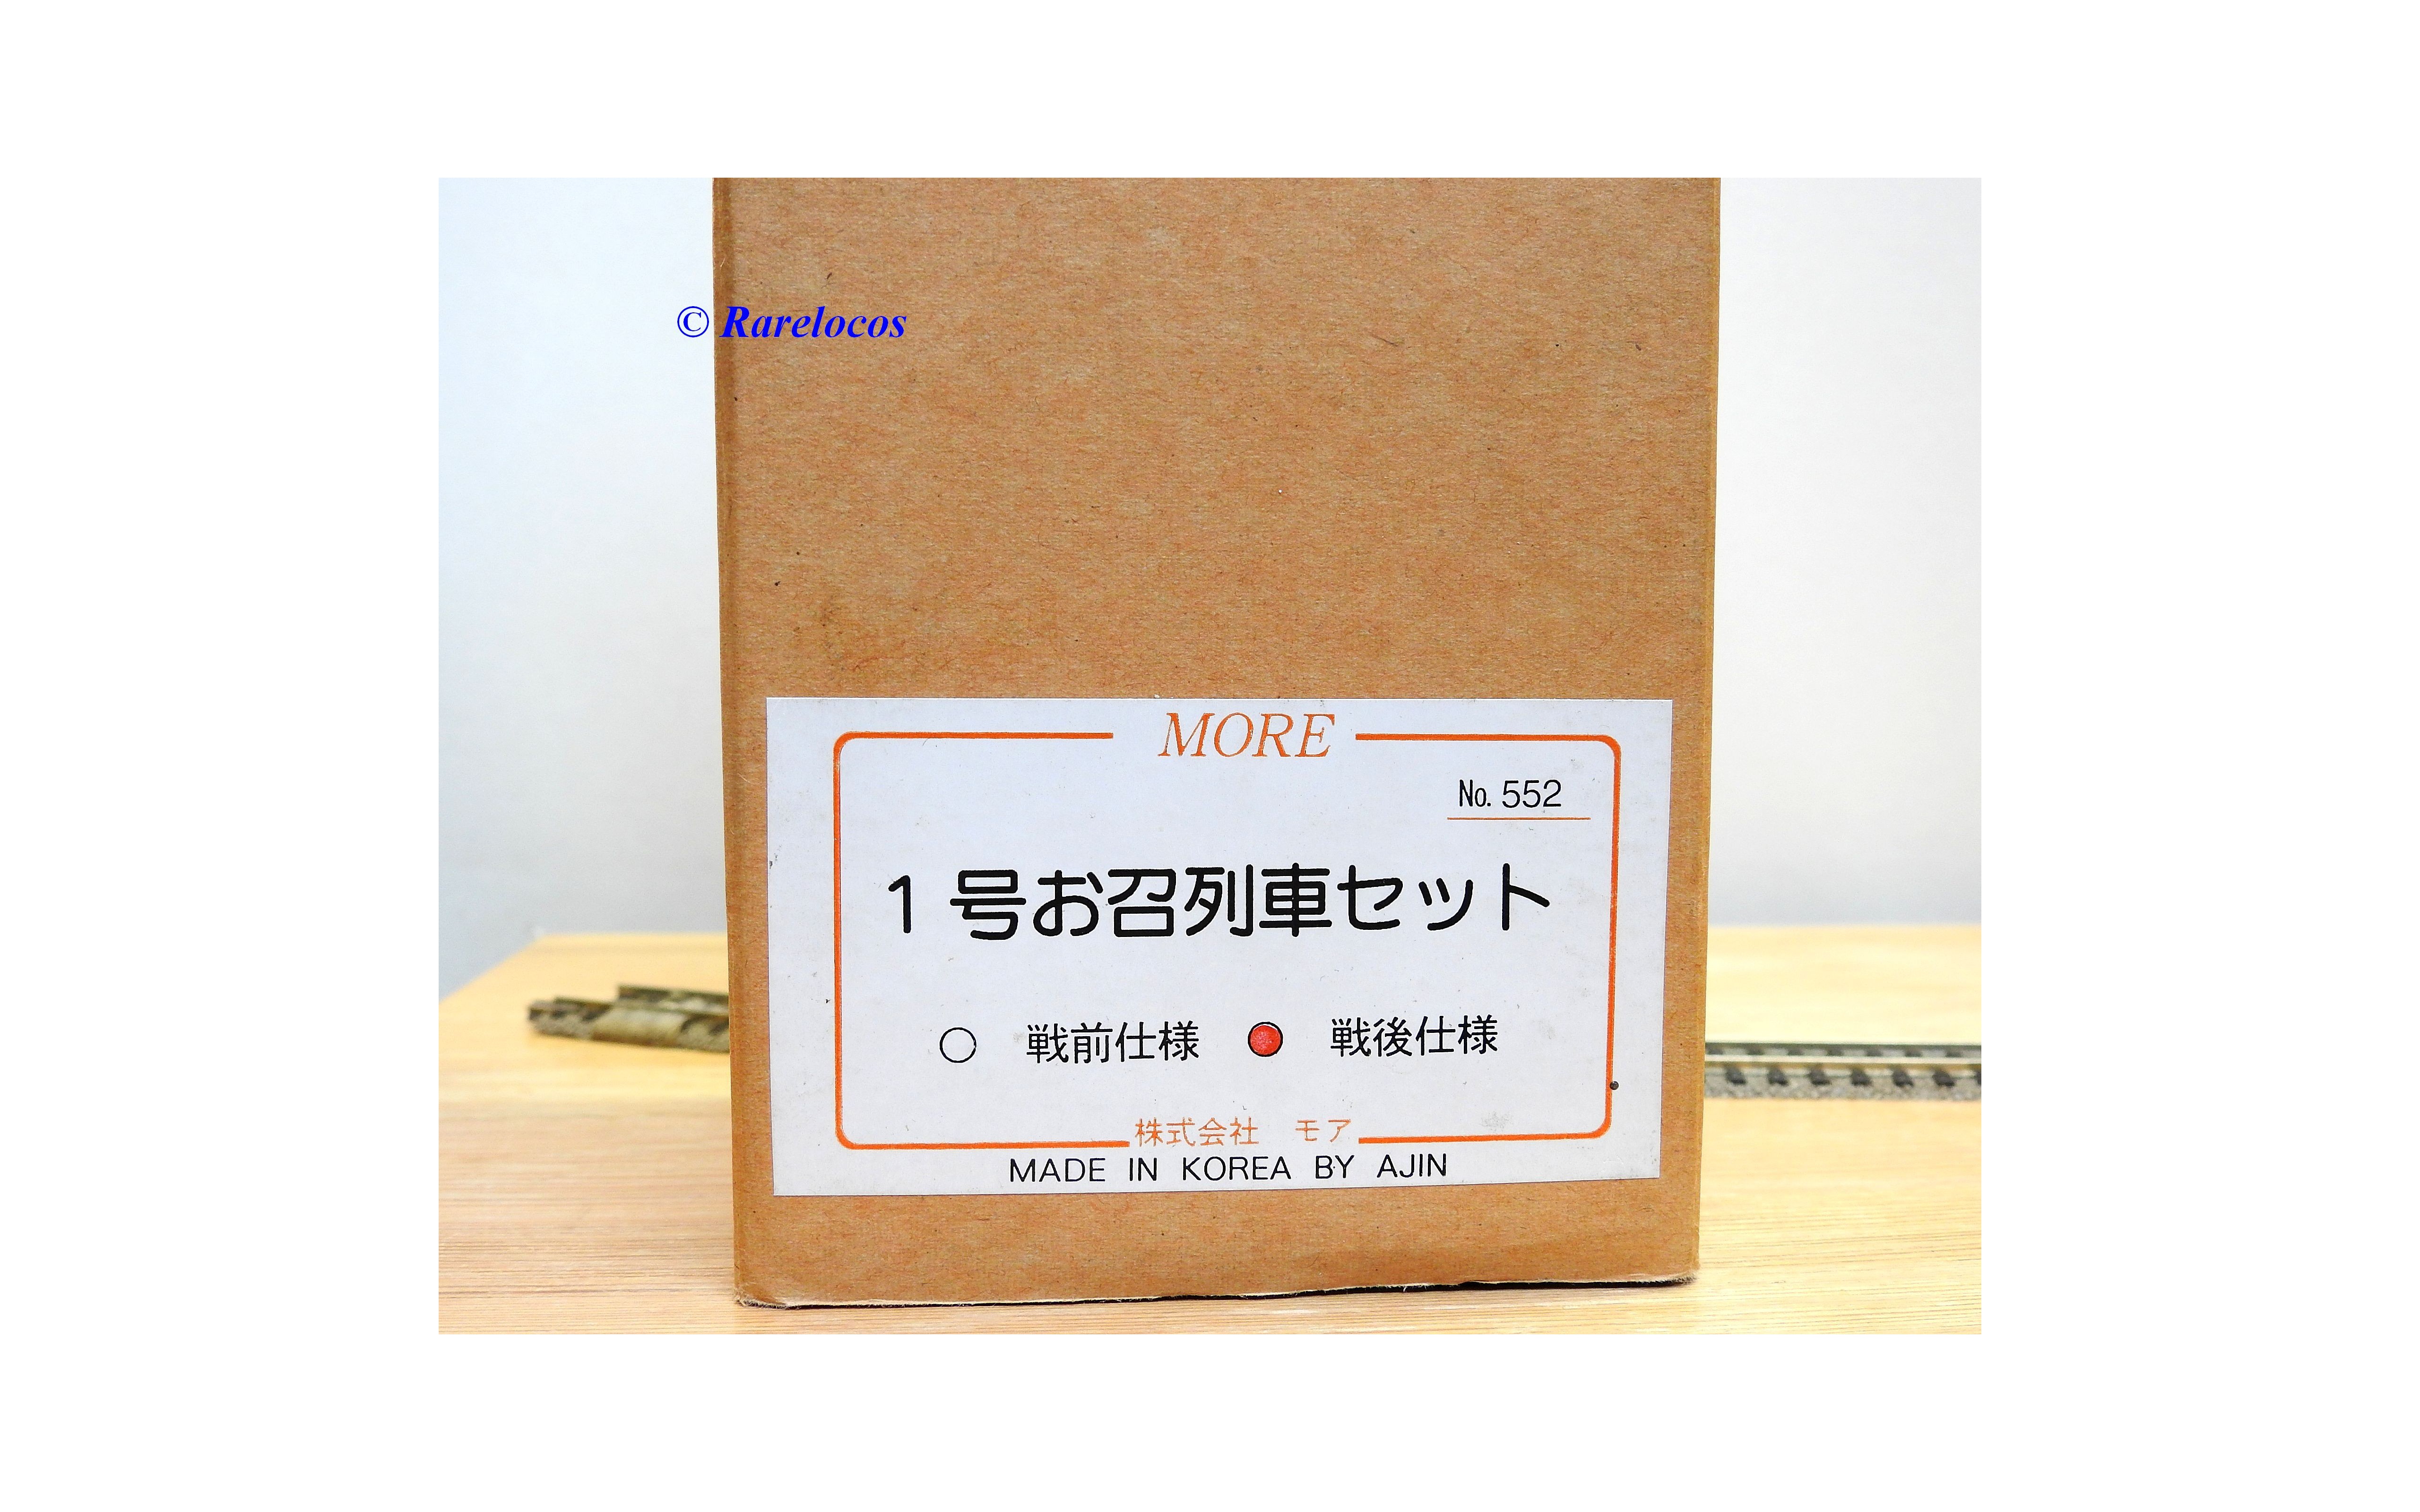 © Rarelocos
MORE
No. 552
1号お召列車セット
○ 戦前仕様 ● 戦後仕様
株式会社 モア
MADE IN KOREA BY AJIN